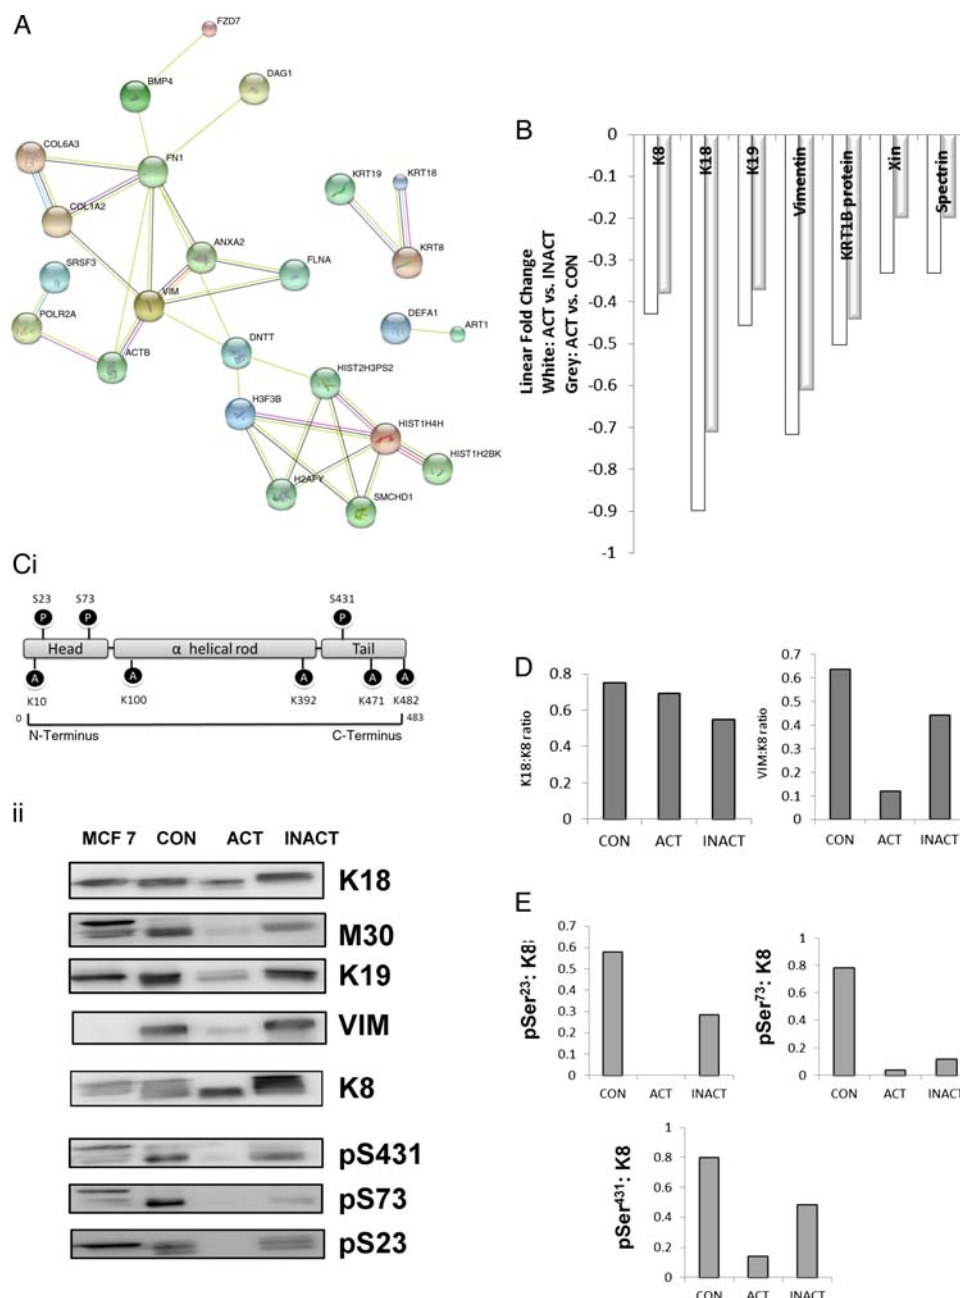 A
FZD7
BMP4
DAG1
COL6A3
FN1
COL1A2
KRT19
KRT18
ANXA2
KRT8
SRSF3
FLNA
VIM
POLR2A
DEFA1
ART1
DNTT
ACTB
HIST2H3PS2
H3F3B
HIST1H4H
HIST1H2BK
H2AFY
SMCHD1
B
0
-0.1
-0.2
-0.3
-0.4
-0.5
-0.6
-0.7
-0.8
-0.9
-1
Linear Fold Change
White: ACT vs. INACT
Grey: ACT vs. CON
K8
K18
K19
Vimentin
KRT1B protein
Xin
Spectrin
Ci
S23 S73 S431
P P P
Head α helical rod Tail
A A A A A
K10 K100 K392 K471 K482
0 483
N-Terminus C-Terminus
ii
MCF 7 CON ACT INACT
K18
M30
K19
VIM
K8
pS431
pS73
pS23
D
K18:K8 ratio
0.8
0.6
0.4
0.2
0
CON ACT INACT
VIM:K8 ratio
0.7
0.6
0.5
0.4
0.3
0.2
0.1
0
CON ACT INACT
E
pSer23: K8
0.7
0.6
0.5
0.4
0.3
0.2
0.1
0
CON ACT INACT
pSer73: K8
1
0.8
0.6
0.4
0.2
0
CON ACT INACT
pSer431: K8
1
0.8
0.6
0.4
0.2
0
CON ACT INACT